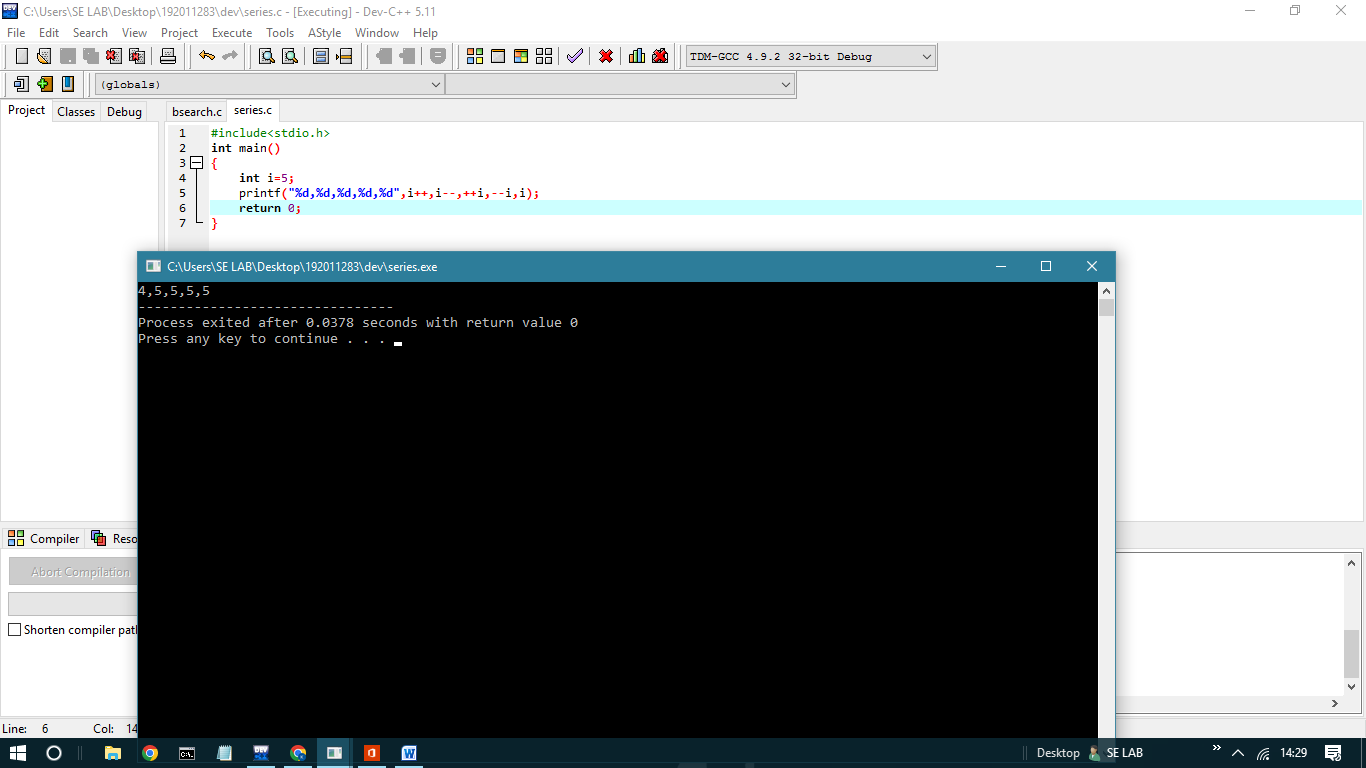 C:\Users\SE LAB\Desktop\192011283\dev\series.c - [Executing] - Dev-C++ 5.11
File Edit Search View Project Execute Tools AStyle Window Help
TDM-GCC 4.9.2 32-bit Debug
(globals)
Project Classes Debug bsearch.c series.c
1 #include<stdio.h>
2 int main()
3 {
4 int i=5;
5 printf("%d,%d,%d,%d,%d",i++,i--,++i,--i,i);
6 return 0;
7 }
C:\Users\SE LAB\Desktop\192011283\dev\series.exe
4,5,5,5,5
--------------------------------
Process exited after 0.0378 seconds with return value 0
Press any key to continue . . .
Compiler Reso
Abort Compilation
Shorten compiler pat
Line: 6 Col: 14
Desktop SE LAB 14:29